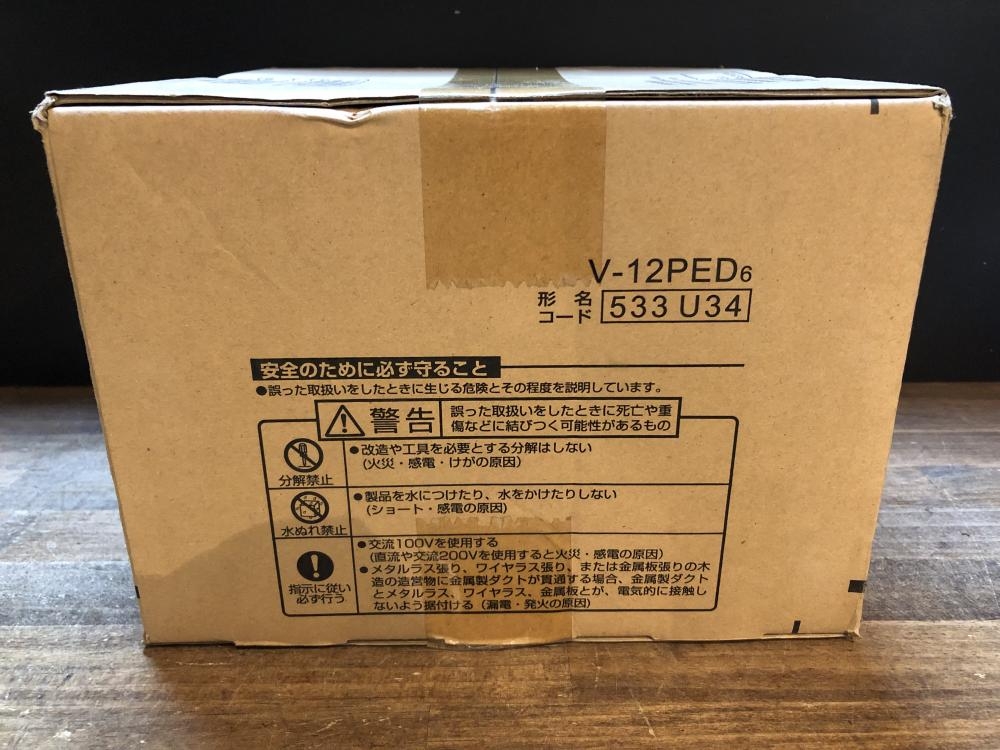 V-12PED6
形名
コード 533 U34
安全のために必ず守ること
●誤った取扱いをしたときに生じる危険とその程度を説明しています。
警告
誤った取扱いをしたときに死亡や重
傷などに結びつく可能性があるもの
分解禁止
●改造や工具を必要とする分解はしない
(火災・感電・けがの原因)
水ぬれ禁止
●製品を水につけたり、水をかけたりしない
(ショート・感電の原因)
指示に従い
必ず行う
●交流100Vを使用する
(直流や交流200Vを使用すると火災・感電の原因)
●メタルラス張り、ワイヤラス張り、または金属板張りの木
造の造営物に金属製ダクトが貫通する場合、金属製ダクト
とメタルラス、ワイヤラス、金属板とが、電気的に接触し
ないよう据付ける(漏電・発火の原因)